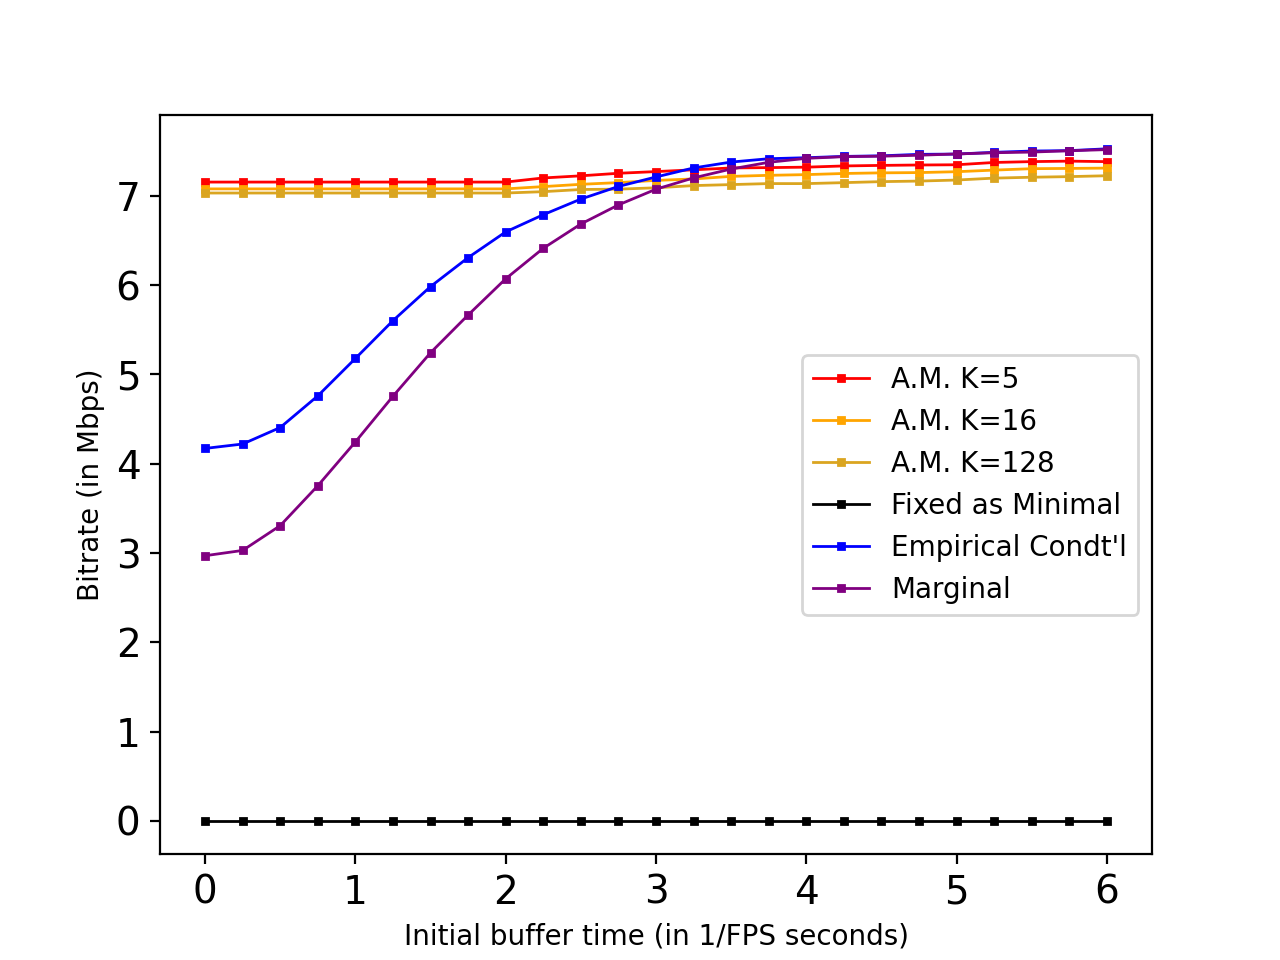 7
6
5
4
3
2
1
0
Bitrate (in Mbps)
A.M. K=5
A.M. K=16
A.M. K=128
Fixed as Minimal
Empirical Condt'l
Marginal
0 1 2 3 4 5 6
Initial buffer time (in 1/FPS seconds)